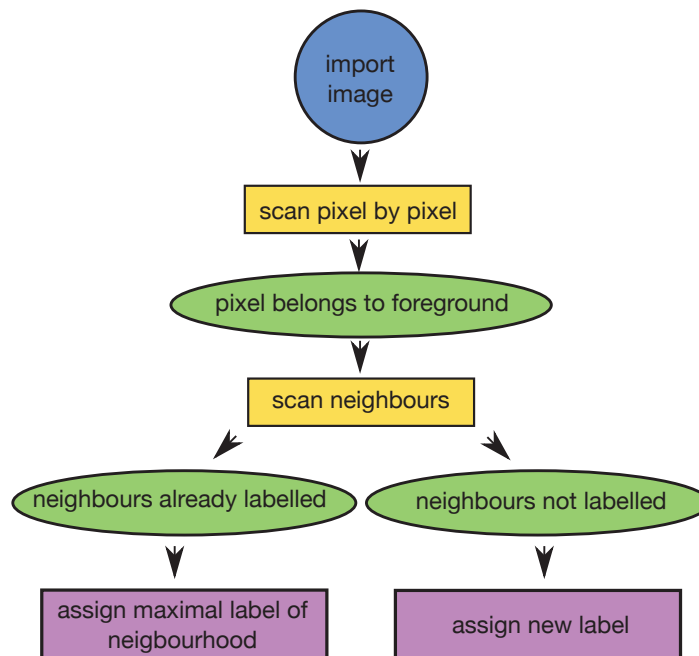 import
image
scan pixel by pixel
pixel belongs to foreground
scan neighbours
neighbours already labelled
neighbours not labelled
assign maximal label of
neigbourhood
assign new label